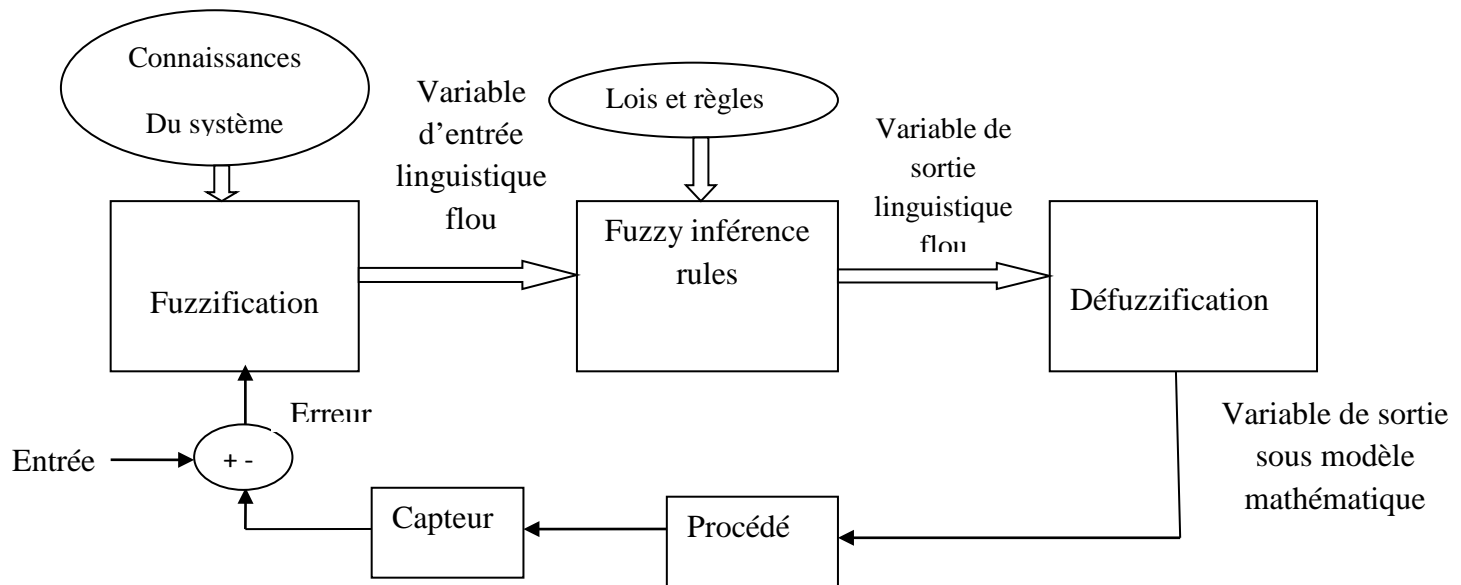 Connaissances
Du système
Variable
d’entrée
linguistique
flou
Lois et règles
Variable de
sortie
linguistique
flou
Fuzzification
Fuzzy inférence
rules
Défuzzification
Erreur
Entrée
+ -
Capteur
Procédé
Variable de sortie
sous modèle
mathématique